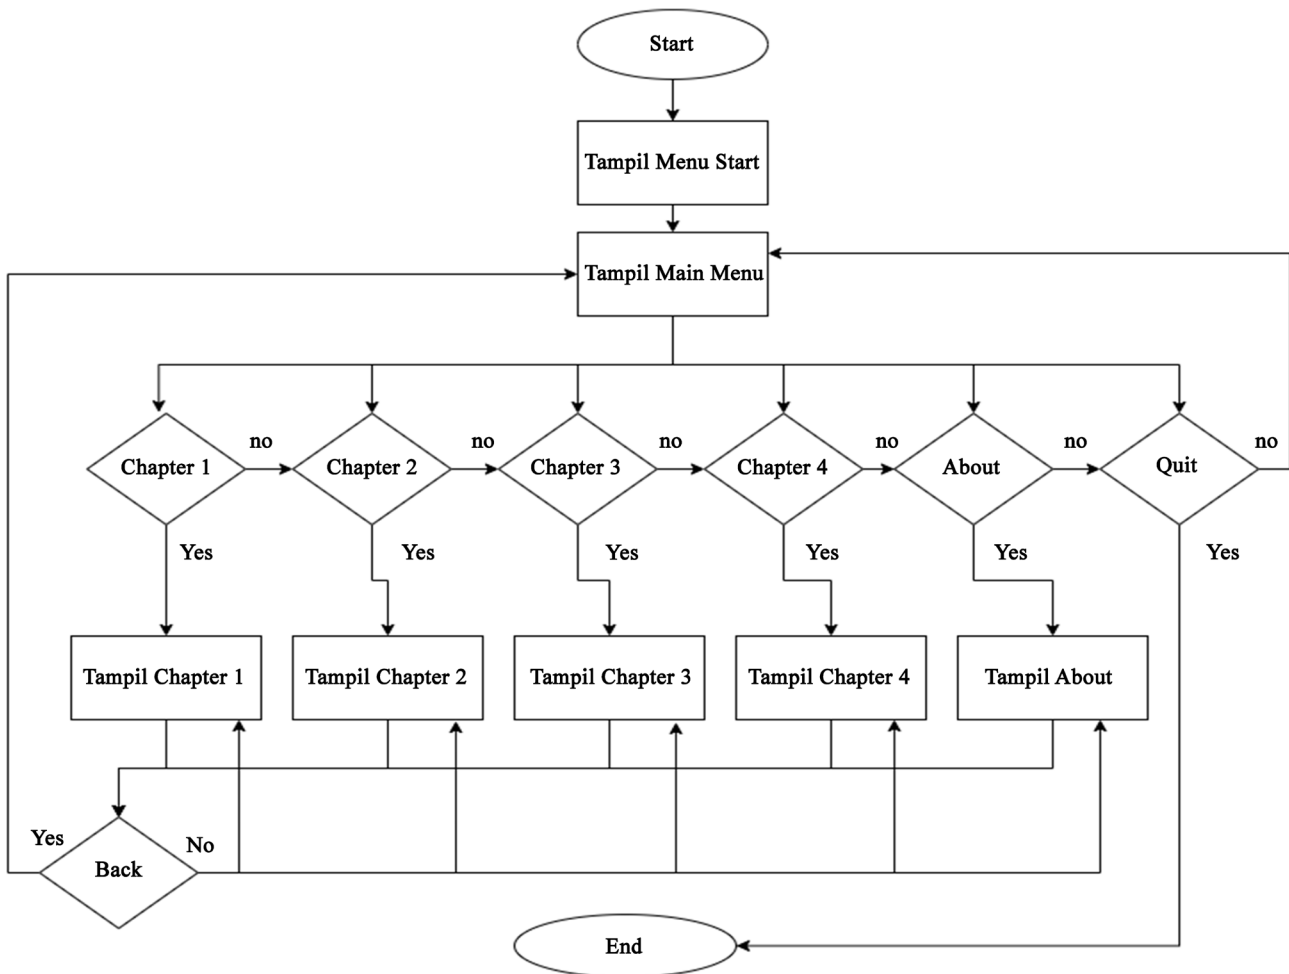 Start
Tampil Menu Start
Tampil Main Menu
Chapter 1
no
Chapter 2
no
Chapter 3
no
Chapter 4
no
About
no
Quit
no
Yes
Yes
Yes
Yes
Yes
Yes
Tampil Chapter 1
Tampil Chapter 2
Tampil Chapter 3
Tampil Chapter 4
Tampil About
Yes
Back
No
End